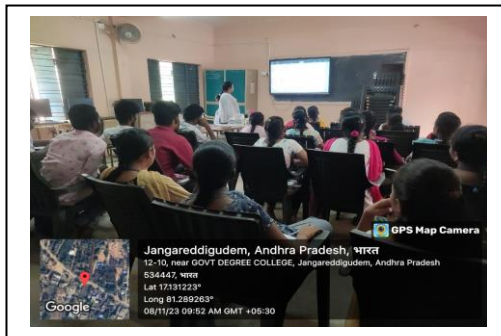 GPS Map Camera
Jangareddigudem, Andhra Pradesh, भारत
12-10, near GOVT DEGREE COLLEGE, Jangareddigudem, Andhra Pradesh
534447, भारत
Lat 17.131223°
Long 81.289263°
08/11/23 09:52 AM GMT +05:30
Google